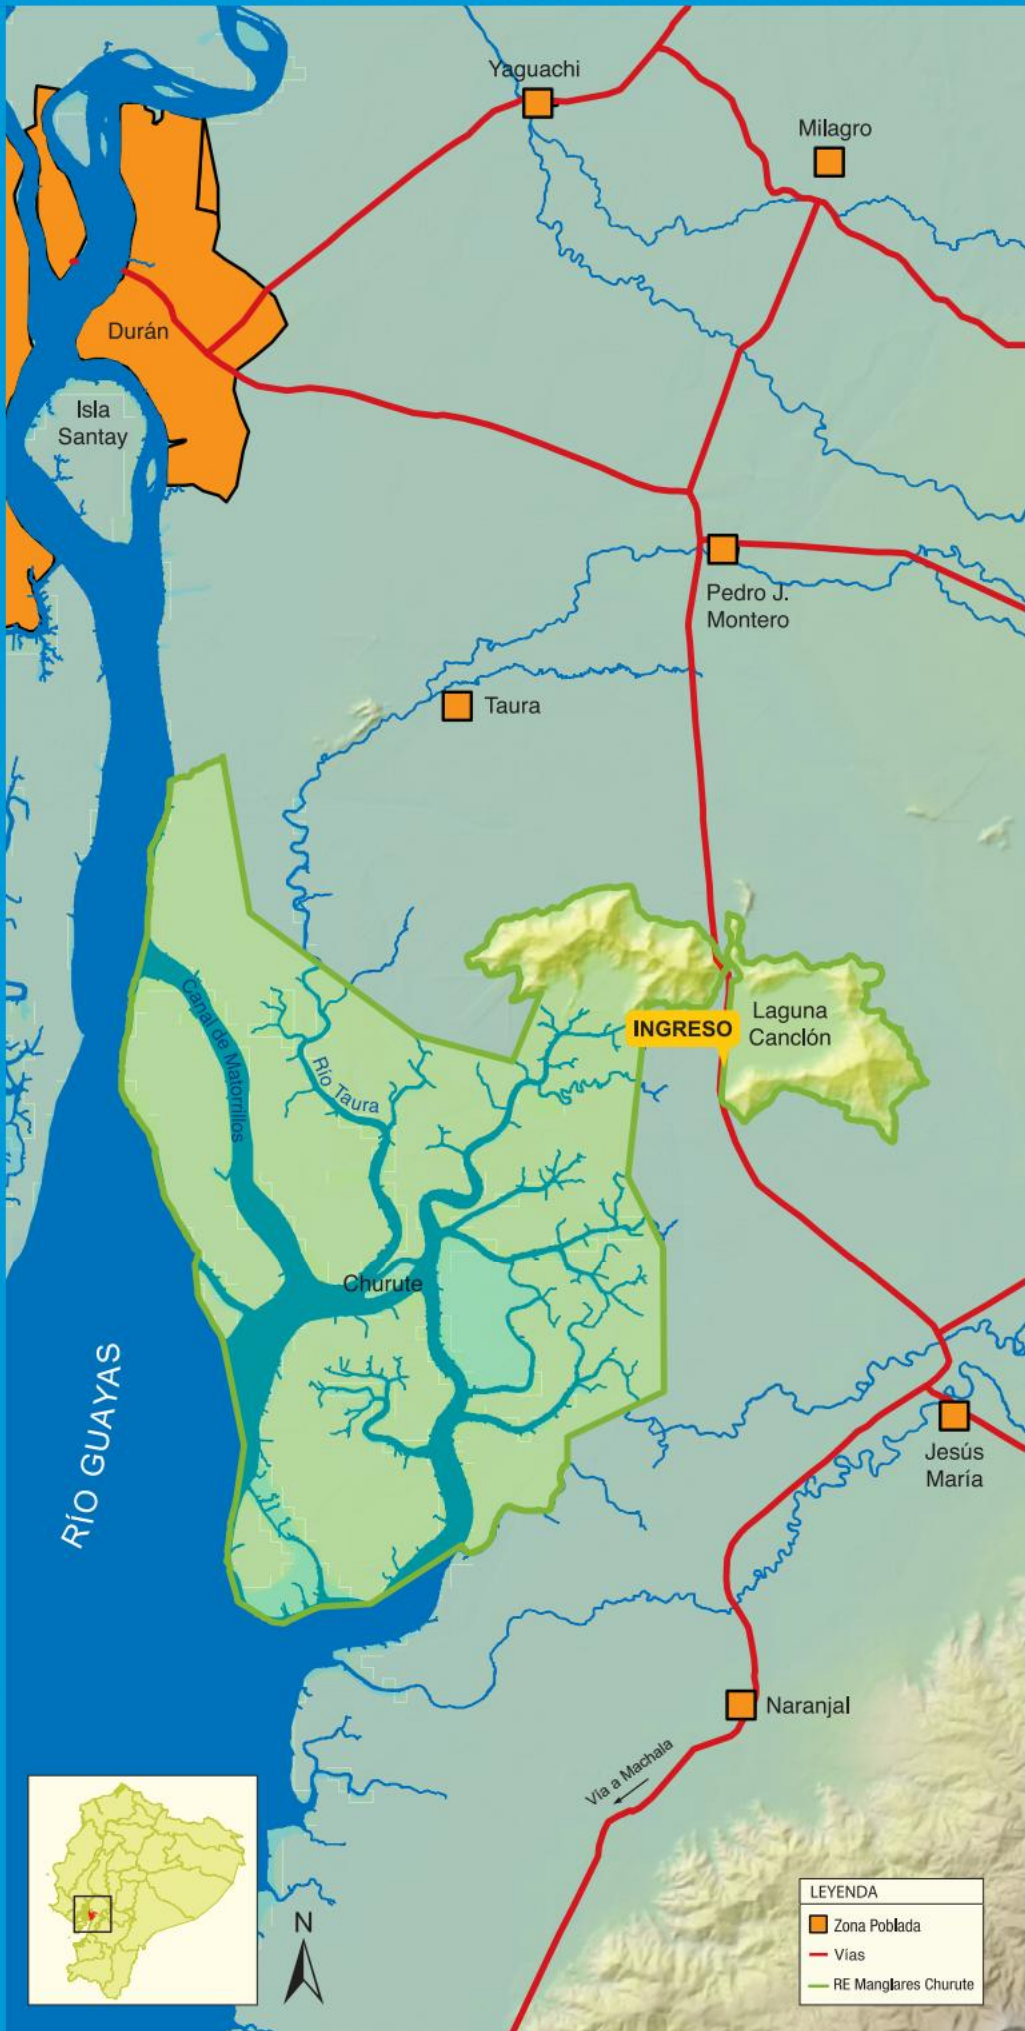 Yaguachi
Milagro
Durán
Isla
Santay
Pedro J.
Montero
Taura
Canal de Matorrillos
Río Taura
INGRESO
Laguna
Canclón
Churute
RÍO GUAYAS
Jesús
María
Naranjal
Vía a Machala
N
LEYENDA
Zona Poblada
Vías
RE Manglares Churute